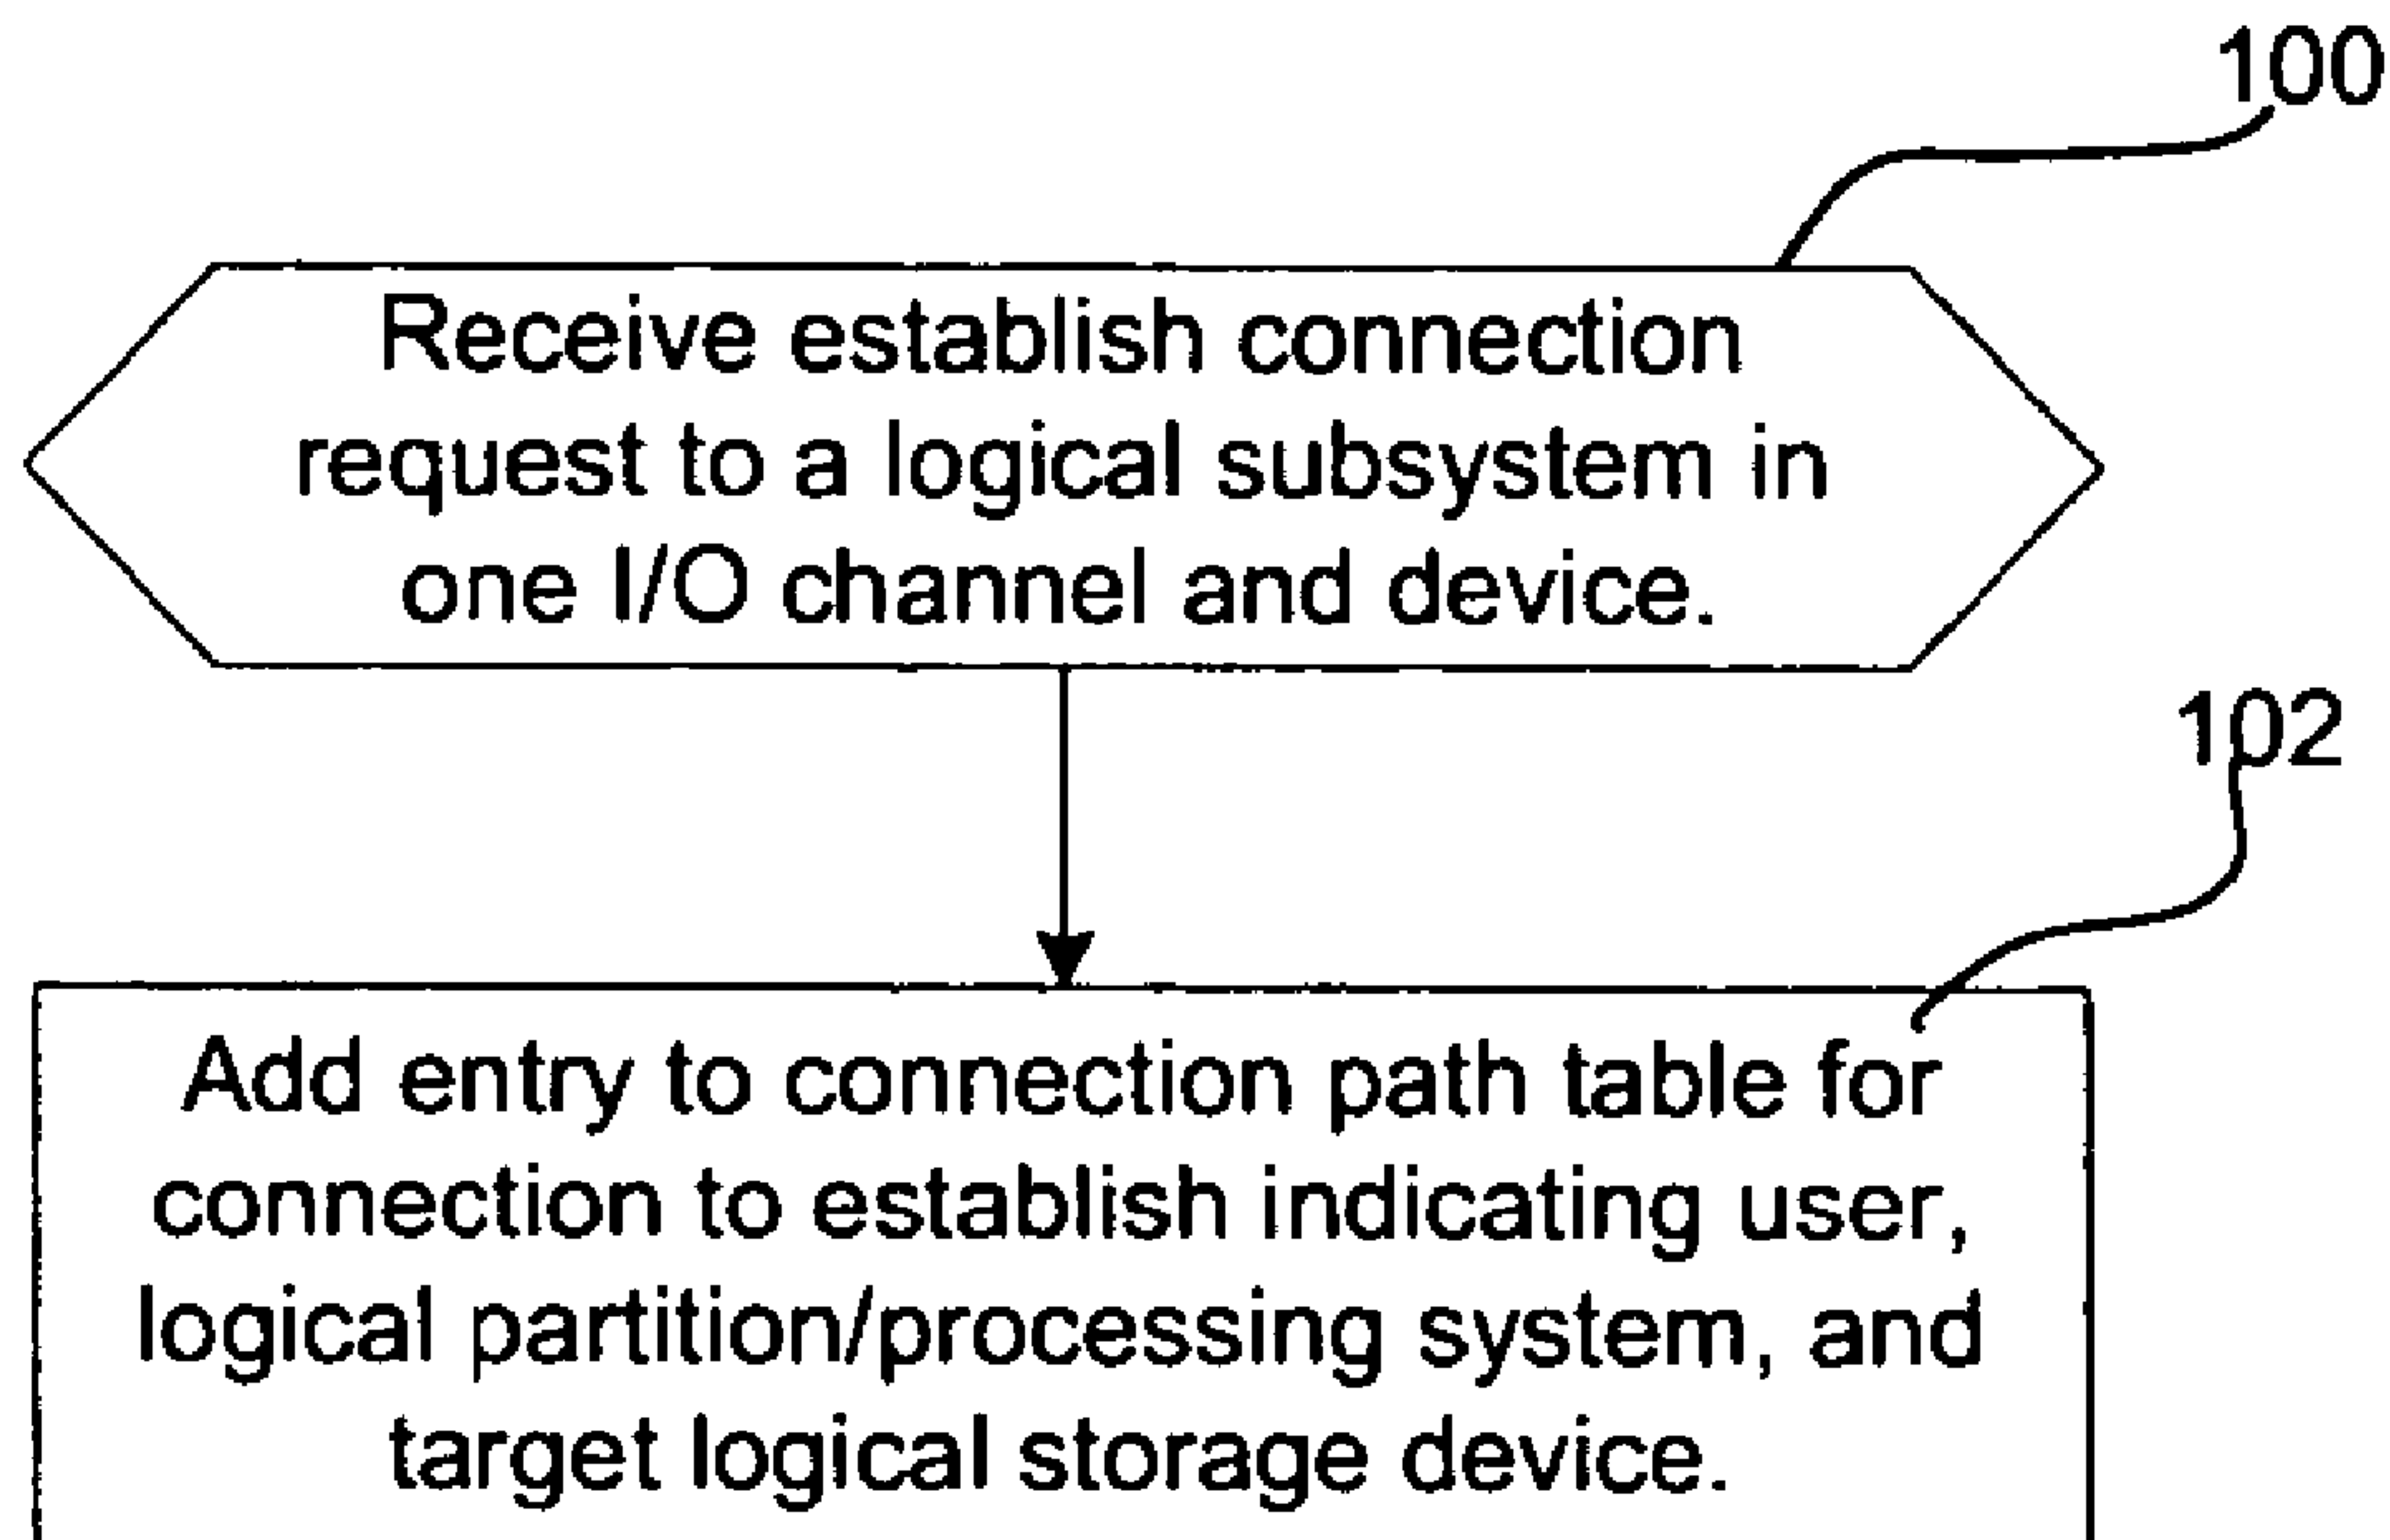 100
Receive establish connection
request to a logical subsystem in
one I/O channel and device.
102
Add entry to connection path table for
connection to establish indicating user,
logical partition/processing system, and
target logical storage device.